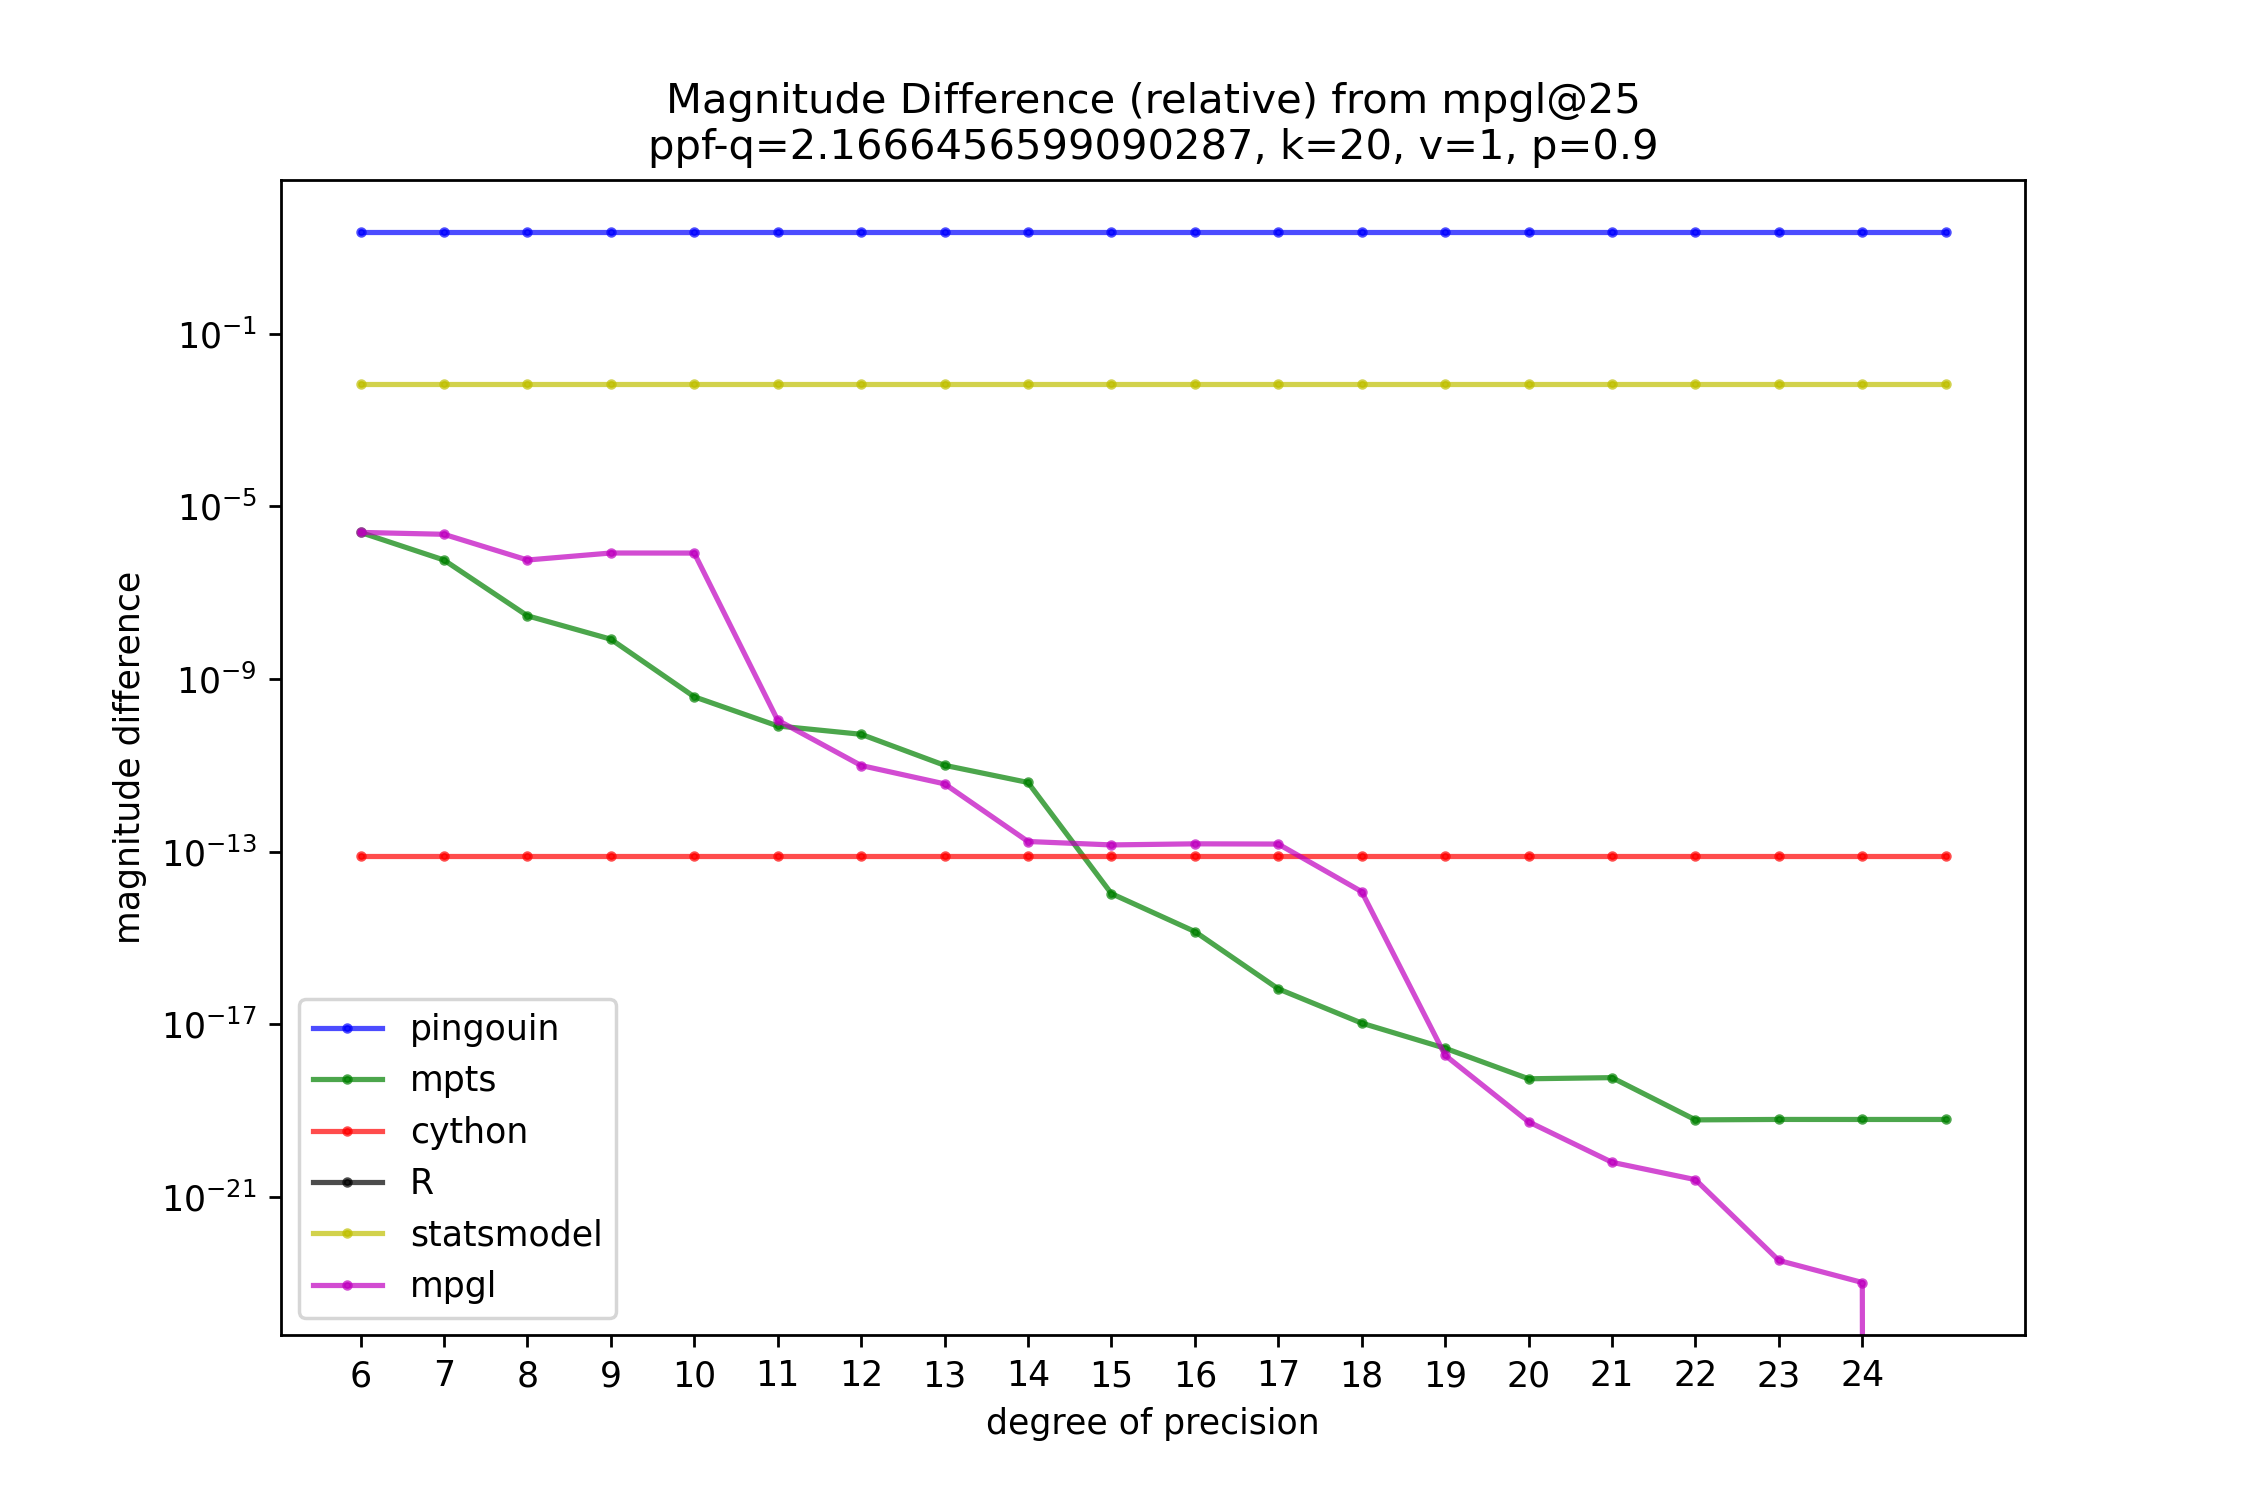 Magnitude Difference (relative) from mpgl@25
ppf-q=2.1666456599090287, k=20, v=1, p=0.9
magnitude difference
10⁻¹
10⁻⁵
10⁻⁹
10⁻¹³
10⁻¹⁷
10⁻²¹
pingouin
mpts
cython
R
statsmodel
mpgl
6 7 8 9 10 11 12 13 14 15 16 17 18 19 20 21 22 23 24
degree of precision